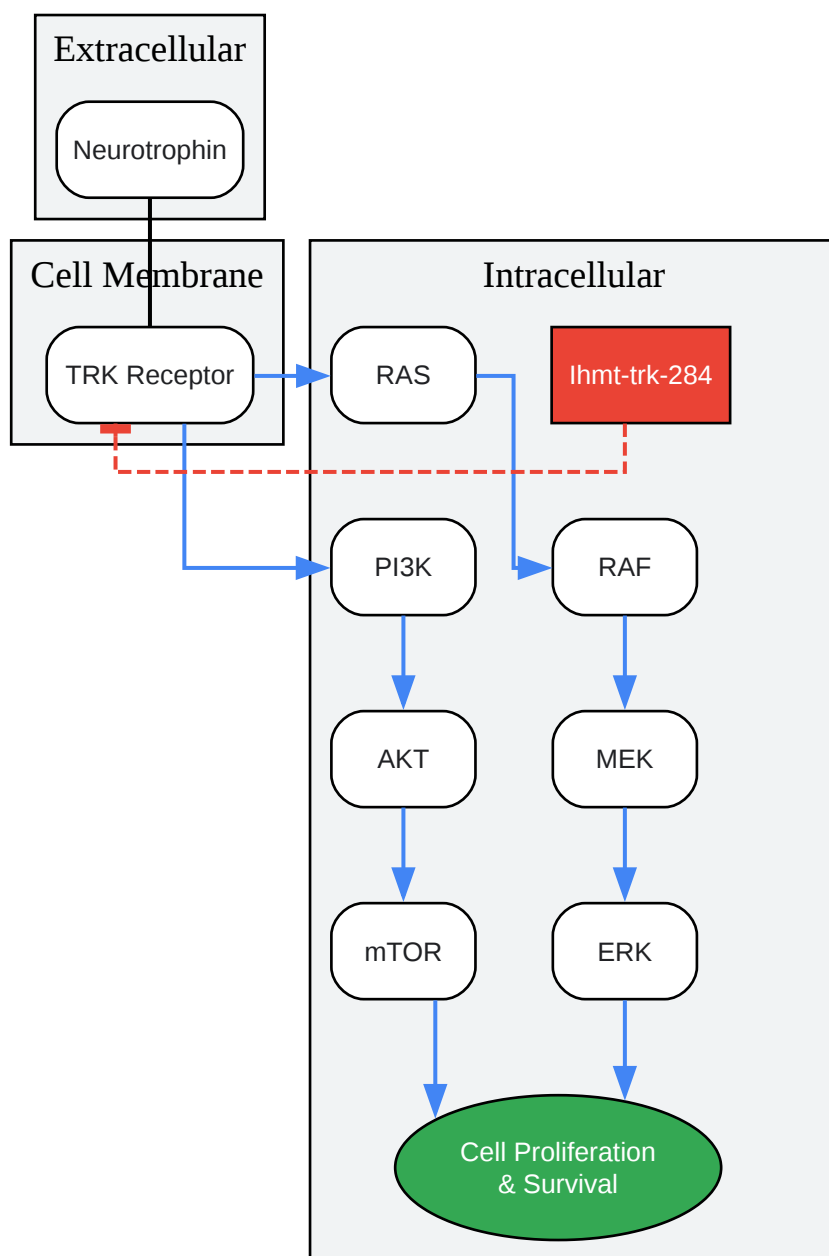 Extracellular
Neurotrophin
Cell Membrane
Intracellular
TRK Receptor
RAS
Ihmt-trk-284
PI3K
RAF
AKT
MEK
mTOR
ERK
Cell Proliferation
& Survival